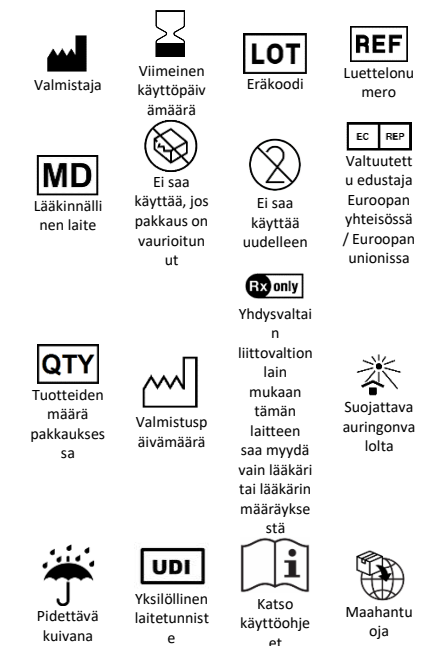 Valmistaja
Viimeinen
käyttöpäiv
ämäärä
LOT
Eräkoodi
REF
Luettelonu
mero
MD
Lääkinnälli
nen laite
Ei saa
käyttää, jos
pakkaus on
vaurioitun
ut
2
Ei saa
käyttää
uudelleen
EC REP
Valtuutett
u edustaja
Euroopan
yhteisössä
/ Euroopan
unionissa
QTY
Tuotteiden
määrä
pakkaukses
sa
Valmistusp
äivämäärä
Rx only
Yhdysvaltai
n
liittovaltion
lain
mukaan
tämän
laitteen
saa myydä
vain lääkäri
tai lääkärin
määräykse
stä
Suojattava
auringonva
lolta
Pidettävä
kuivana
UDI
Yksilöllinen
laitetunnist
e
i
Katso
käyttöohje
et
Maahantu
oja